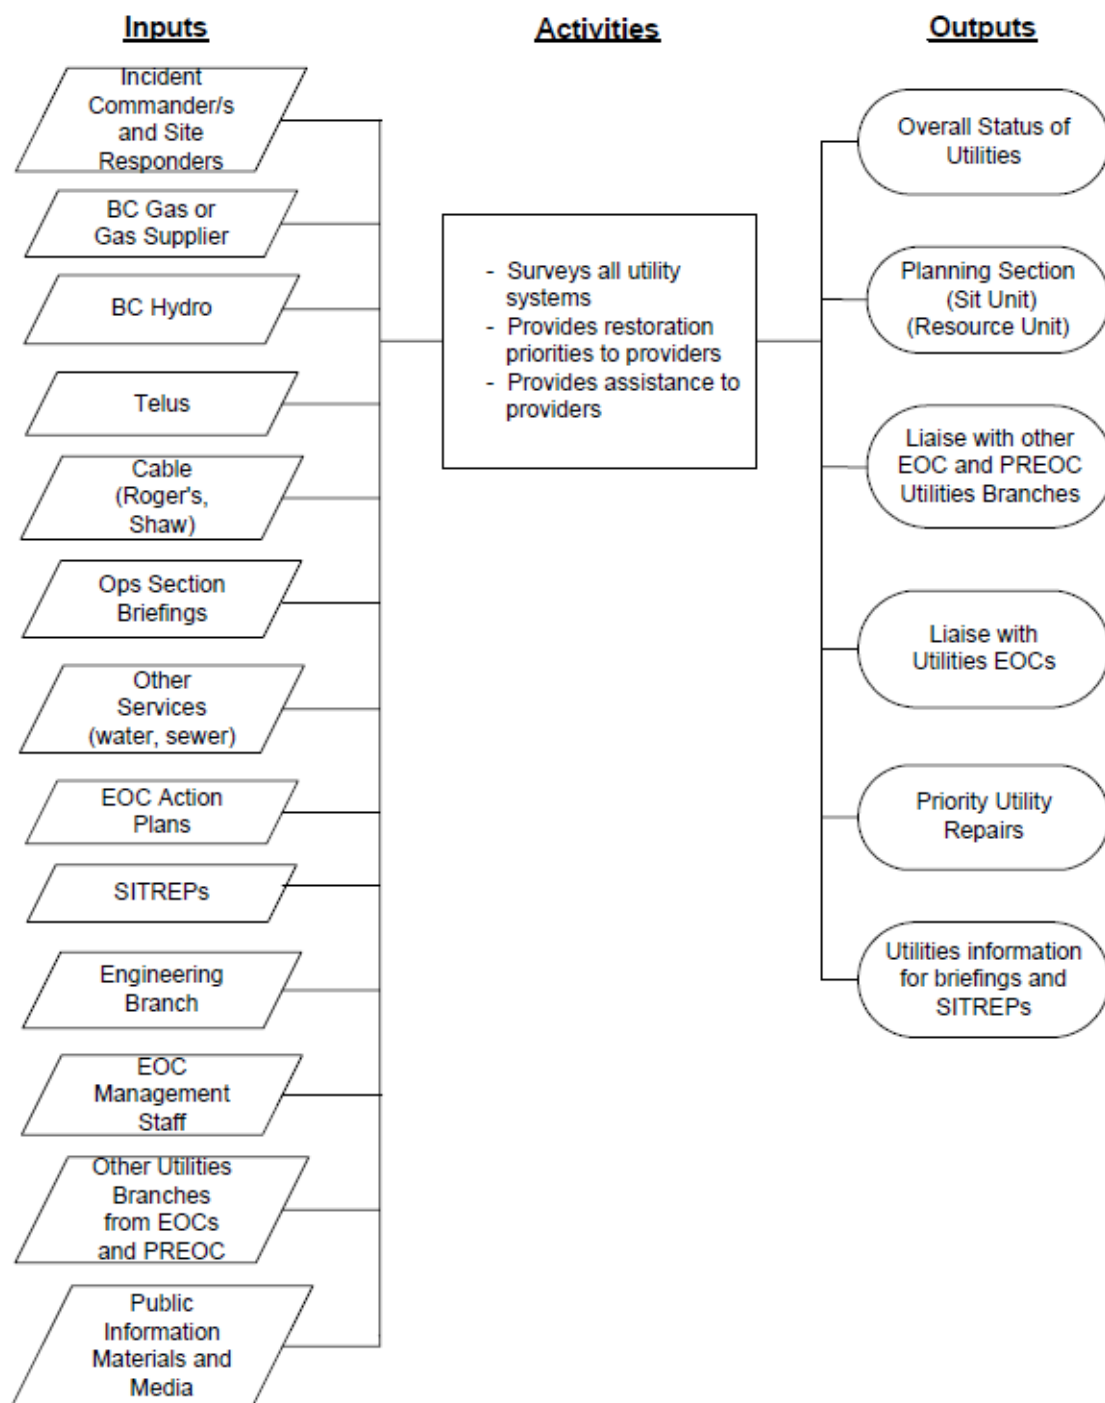 Inputs
Activities
Outputs
Incident
Commander/s
and Site
Responders
BC Gas or
Gas Supplier
BC Hydro
Telus
Cable
(Roger's,
Shaw)
Ops Section
Briefings
Other
Services
(water, sewer)
EOC Action
Plans
SITREPs
Engineering
Branch
EOC
Management
Staff
Other Utilities
Branches
from EOCs
and PREOC
Public
Information
Materials and
Media
- Surveys all utility
systems
- Provides restoration
priorities to providers
- Provides assistance to
providers
Overall Status of
Utilities
Planning Section
(Sit Unit)
(Resource Unit)
Liaise with other
EOC and PREOC
Utilities Branches
Liaise with
Utilities EOCs
Priority Utility
Repairs
Utilities information
for briefings and
SITREPs